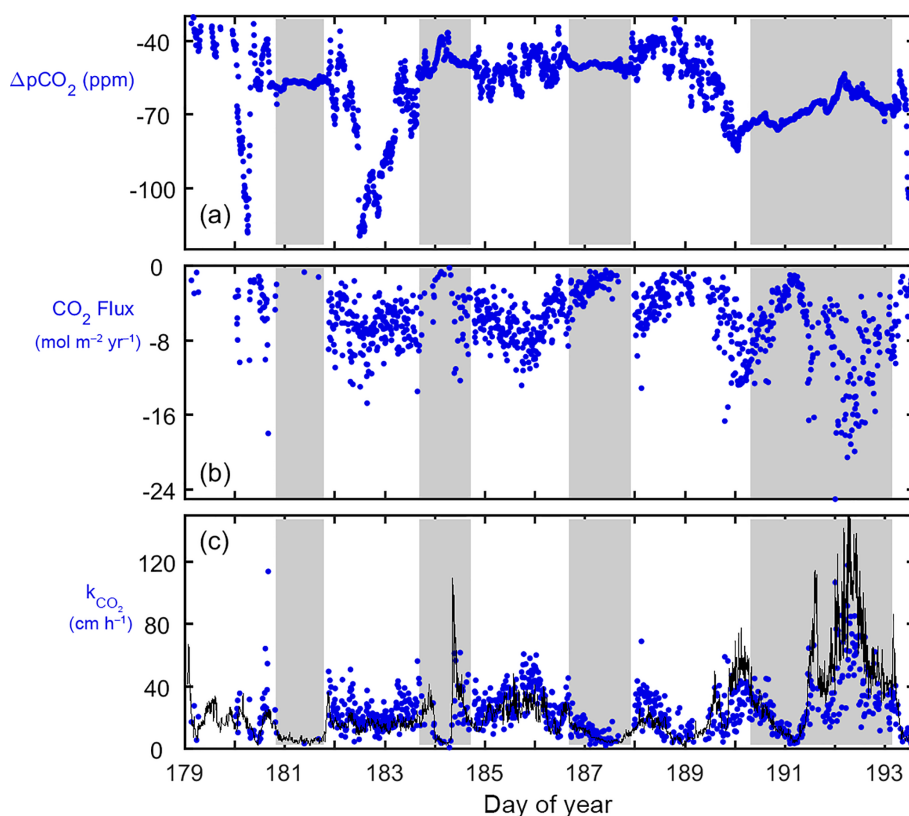 -40
ΔpCO₂ (ppm)
-70
-100
(a)
0
CO₂ Flux
(mol m⁻² yr⁻¹)
-8
-16
-24
(b)
(c)
120
k_CO₂
(cm h⁻¹)
80
40
0
179 181 183 185 187 189 191 193
Day of year